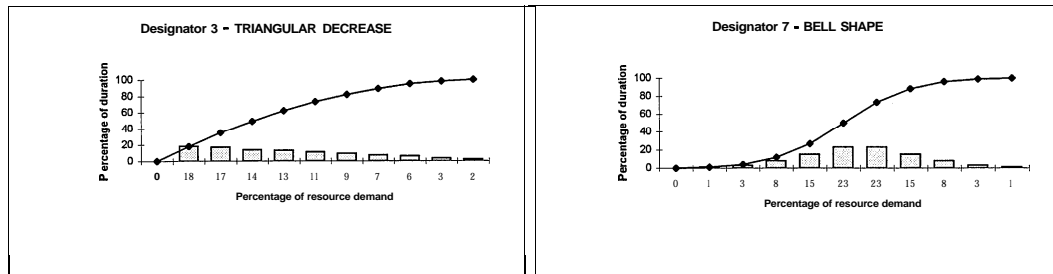 Designator 3 - TRIANGULAR DECREASE
Percentage of duration
100
80
60
40
20
0
0 18 17 14 13 11 9 7 6 3 2
Percentage of resource demand
Designator 7 - BELL SHAPE
Percentage of duration
100
80
60
40
20
0
0 1 3 8 15 23 23 15 8 3 1
Percentage of resource demand